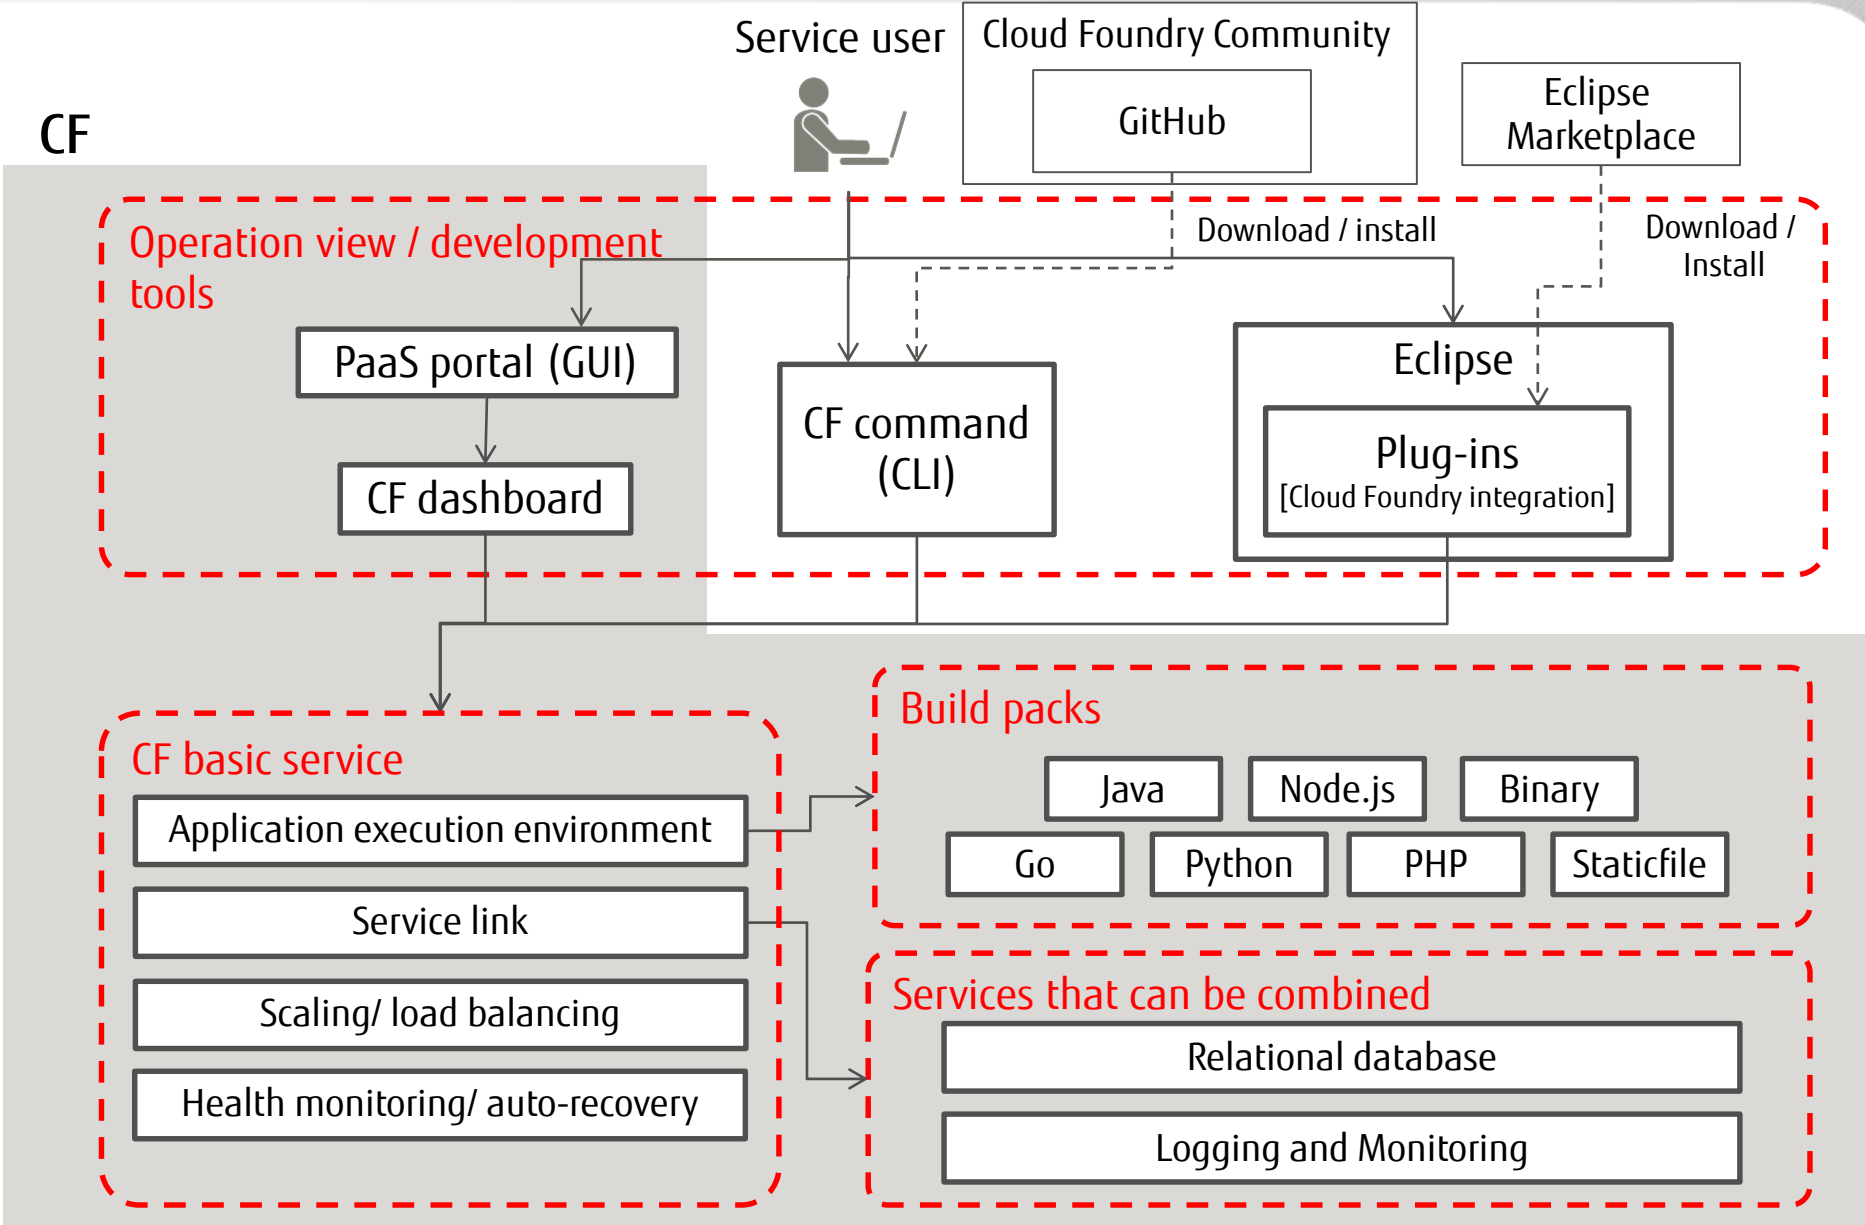 Service user
Cloud Foundry Community
GitHub
Eclipse
Marketplace
CF
Operation view / development
tools
Download / install
Download /
Install
PaaS portal (GUI)
CF dashboard
CF command
(CLI)
Eclipse
Plug-ins
[Cloud Foundry integration]
CF basic service
Application execution environment
Service link
Scaling/ load balancing
Health monitoring/ auto-recovery
Build packs
Java
Node.js
Binary
Go
Python
PHP
Staticfile
Services that can be combined
Relational database
Logging and Monitoring